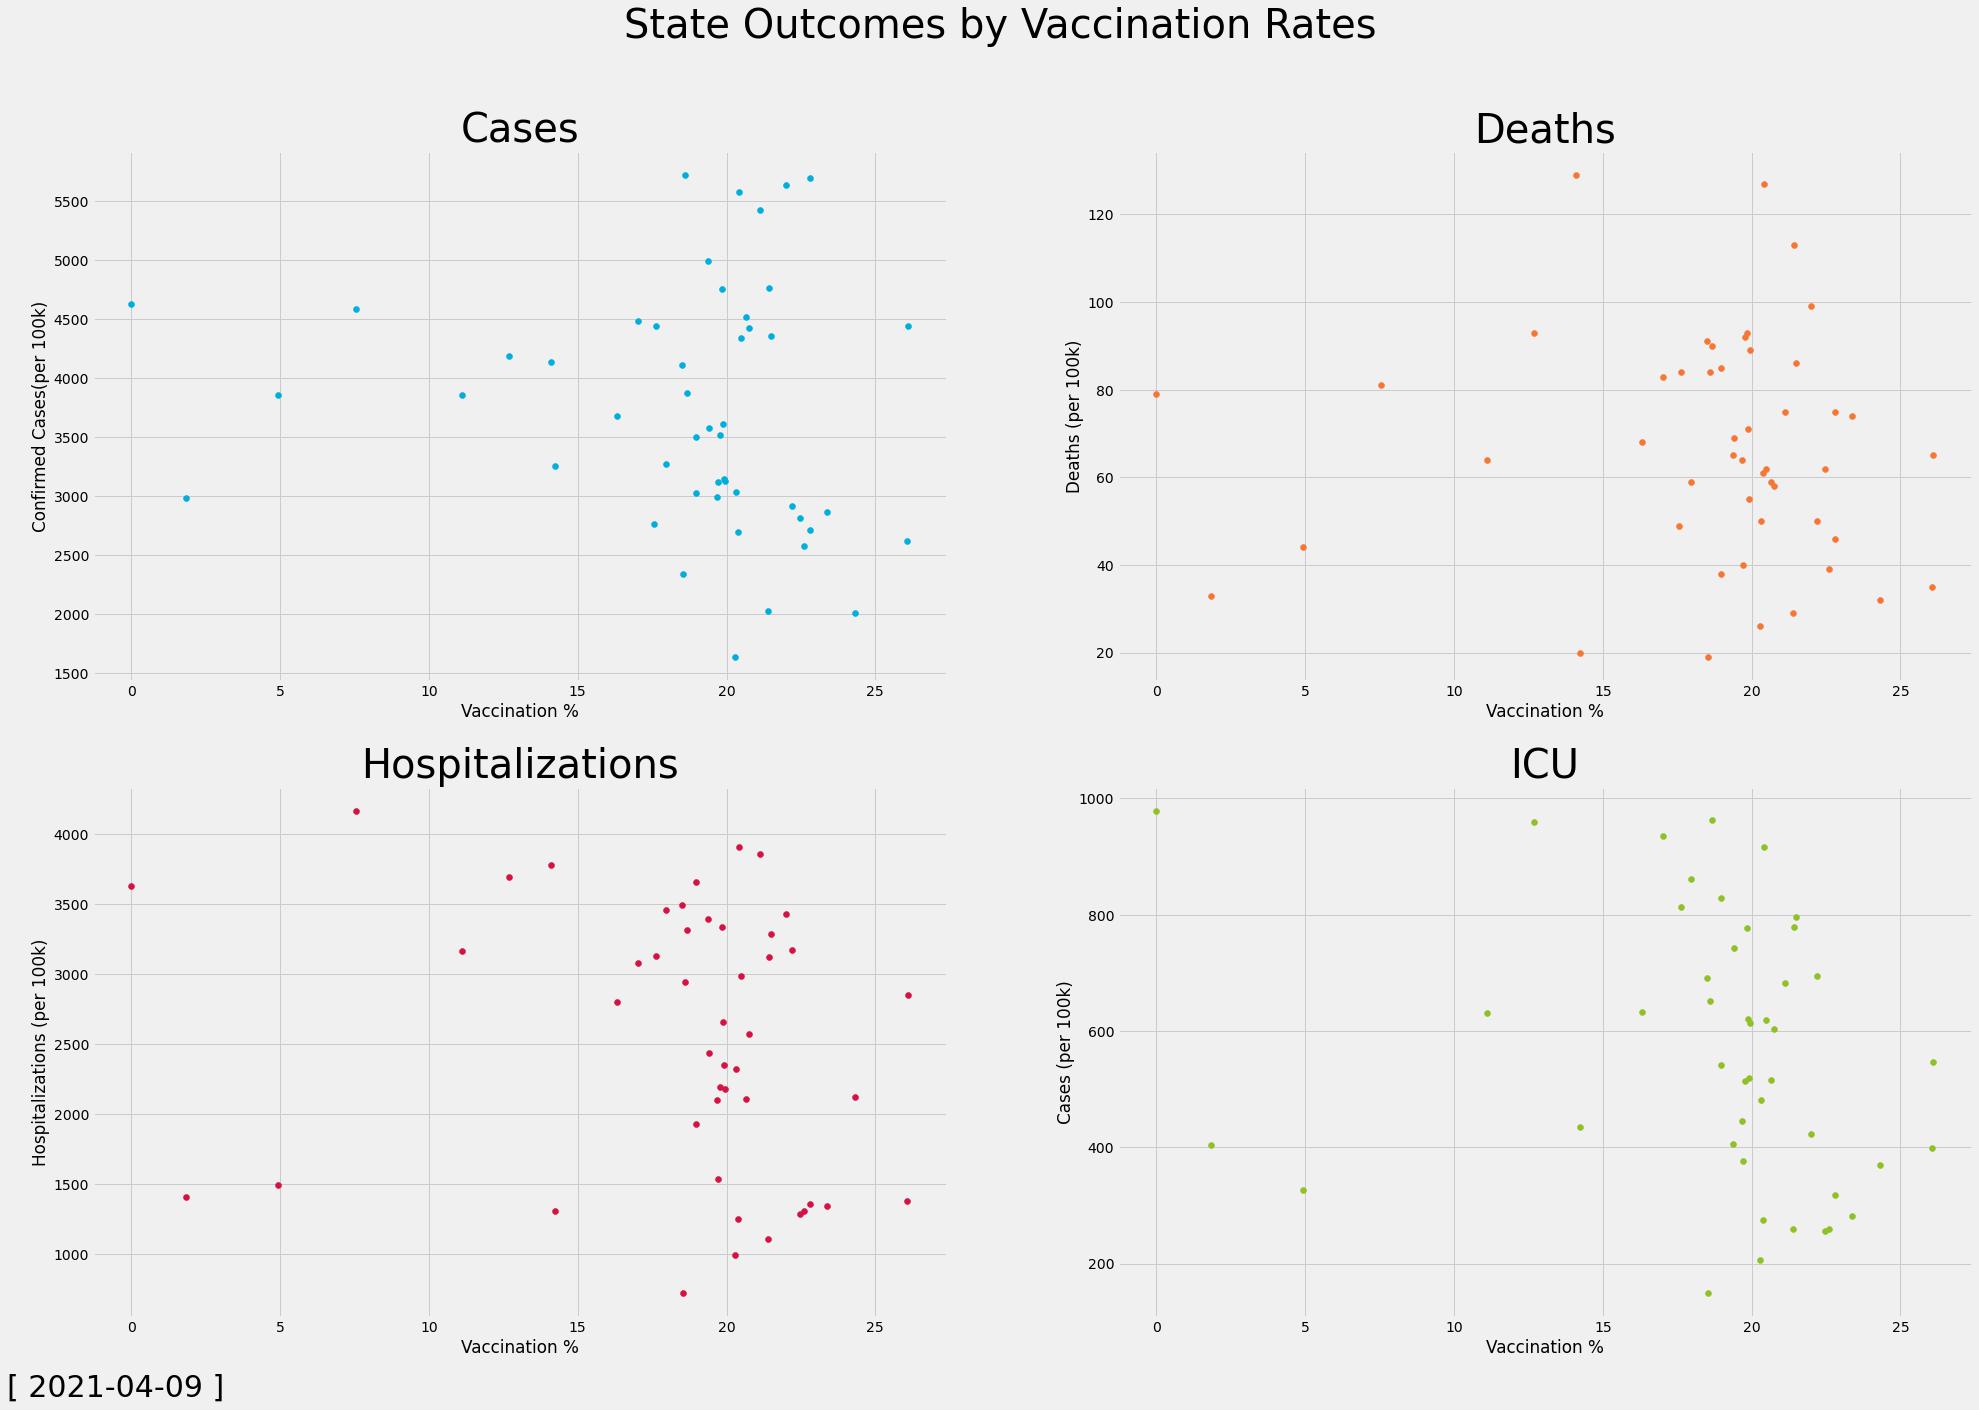 State Outcomes by Vaccination Rates
Cases
Confirmed Cases(per 100k)
5500
5000
4500
4000
3500
3000
2500
2000
1500
0 5 10 15 20 25
Vaccination %
Deaths
Deaths (per 100k)
120
100
80
60
40
20
0 5 10 15 20 25
Vaccination %
Hospitalizations
Hospitalizations (per 100k)
4000
3500
3000
2500
2000
1500
1000
0 5 10 15 20 25
Vaccination %
ICU
Cases (per 100k)
1000
800
600
400
200
0 5 10 15 20 25
Vaccination %
[ 2021-04-09 ]